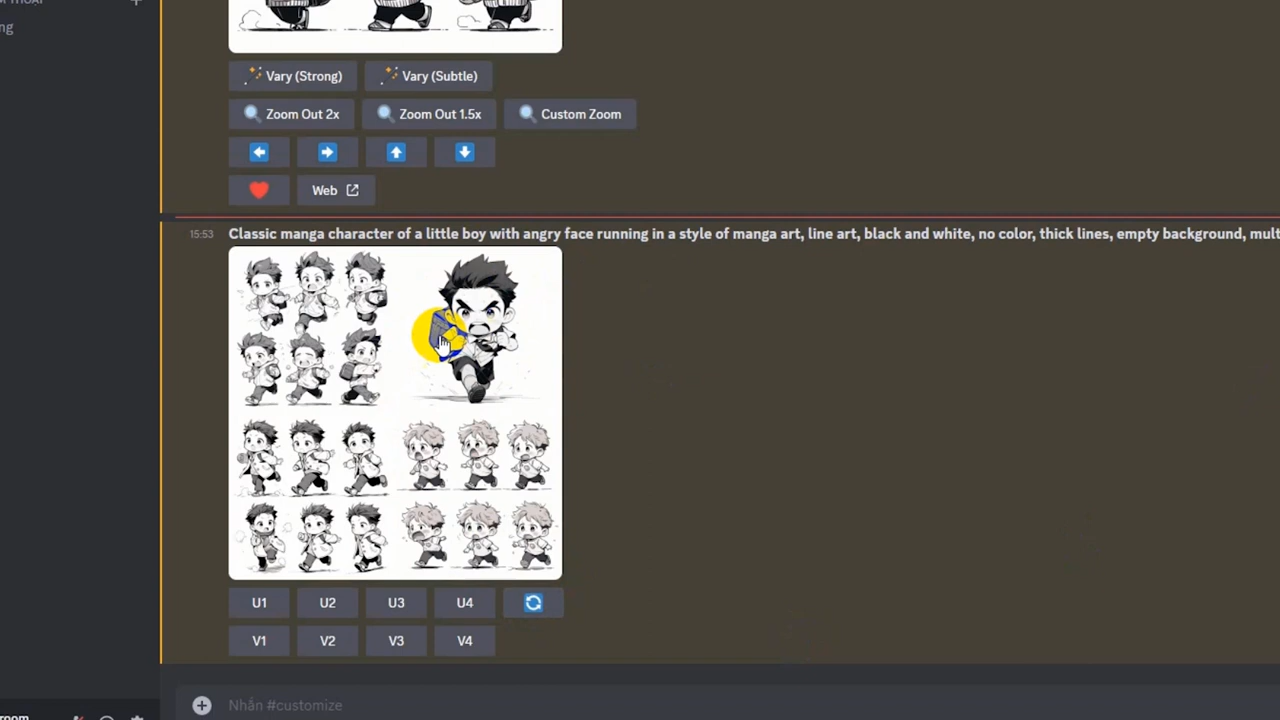 ng
Vary (Strong) Vary (Subtle)
Zoom Out 2x Zoom Out 1.5x Custom Zoom
Web
15:53 Classic manga character of a little boy with angry face running in a style of manga art, line art, black and white, no color, thick lines, empty background, mult
U1 U2 U3 U4
V1 V2 V3 V4
Nhắn #customize
room